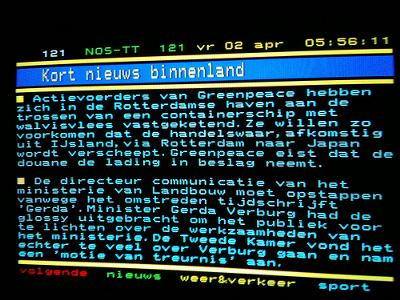 121 NOS-TT 121 vr 02 apr 05:56:11
Kort nieuws binnenland
Actievoerders van Greenpeace hebben
zich in de Rotterdamse haven aan de
trossen van een containerschip met
walvisvlees vastgeketend.Ze willen zo
voorkomen dat de handelswaar,afkomstig
uit IJsland,via Rotterdam naar Japan
wordt verscheept.Greenpeace eist dat de
douane de lading in beslag neemt.
De directeur communicatie van het
ministerie van Landbouw moet opstappen
vanwege het omstreden tijdschrift
'Gerda'.Minister Gerda Verburg had de
glossy uitgebracht om het publiek voor
te lichten over de werkzaamheden van
het ministerie.De Tweede Kamer vond het
echter te veel over Verburg gaan en nam
een 'motie van treurnis' aan.
volgende nieuws weer&verkeer sport